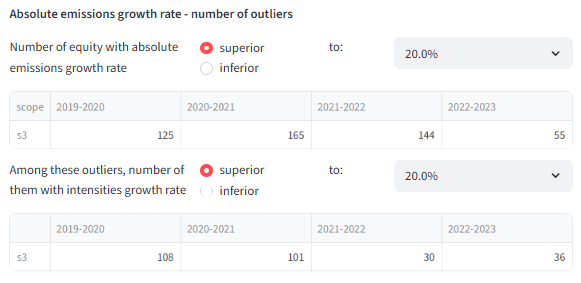 Absolute emissions growth rate - number of outliers
Number of equity with absolute emissions growth rate
superior
inferior
to:
20.0%
scope 2019-2020 2020-2021 2021-2022 2022-2023
s3 125 165 144 55
Among these outliers, number of them with intensities growth rate
superior
inferior
to:
20.0%
2019-2020 2020-2021 2021-2022 2022-2023
s3 108 101 30 36